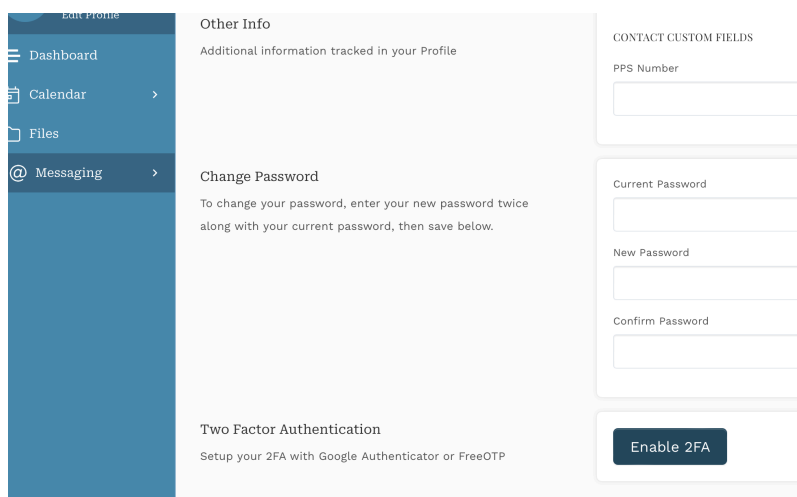 Edit Profile
Dashboard
Calendar
Files
@ Messaging
Other Info
Additional information tracked in your Profile
CONTACT CUSTOM FIELDS
PPS Number
Change Password
To change your password, enter your new password twice
along with your current password, then save below.
Current Password
New Password
Confirm Password
Two Factor Authentication
Setup your 2FA with Google Authenticator or FreeOTP
Enable 2FA